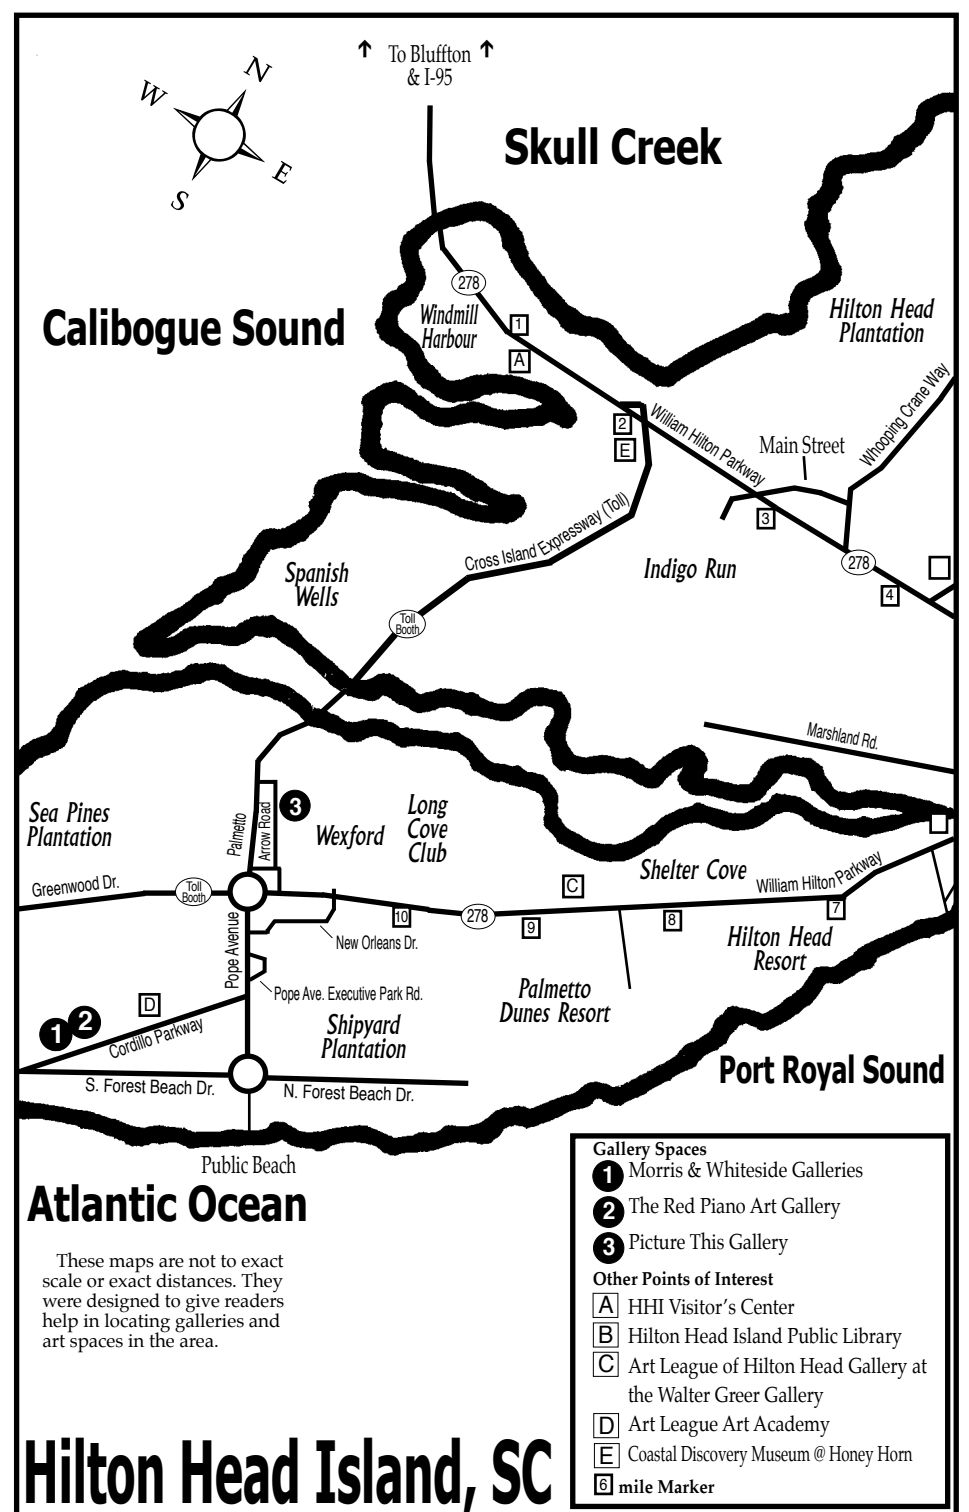 To Bluffton
& I-95
N
W
E
S
Skull Creek
278
Calibogue Sound
Windmill
Harbour
1
A
Hilton Head
Plantation
Whooping Crane Way
2
E
William Hilton Parkway
Main Street
3
Cross Island Expressway (Toll)
Indigo Run
278
4
Spanish
Wells
Toll
Booth
Marshland Rd.
Sea Pines
Plantation
Palmetto
Arrow Road
3
Wexford
Long
Cove
Club
Shelter Cove
William Hilton Parkway
Greenwood Dr.
Toll
Booth
C
10
278
9
8
7
New Orleans Dr.
Pope Avenue
Hilton Head
Resort
Pope Ave. Executive Park Rd.
Palmetto
Dunes Resort
D
1
2
Cordillo Parkway
Shipyard
Plantation
Port Royal Sound
S. Forest Beach Dr.
N. Forest Beach Dr.
Public Beach
Atlantic Ocean
These maps are not to exact
scale or exact distances. They
were designed to give readers
help in locating galleries and
art spaces in the area.
Gallery Spaces
1 Morris & Whiteside Galleries
2 The Red Piano Art Gallery
3 Picture This Gallery
Other Points of Interest
A HHI Visitor's Center
B Hilton Head Island Public Library
C Art League of Hilton Head Gallery at
the Walter Greer Gallery
D Art League Art Academy
E Coastal Discovery Museum @ Honey Horn
6 mile Marker
Hilton Head Island, SC